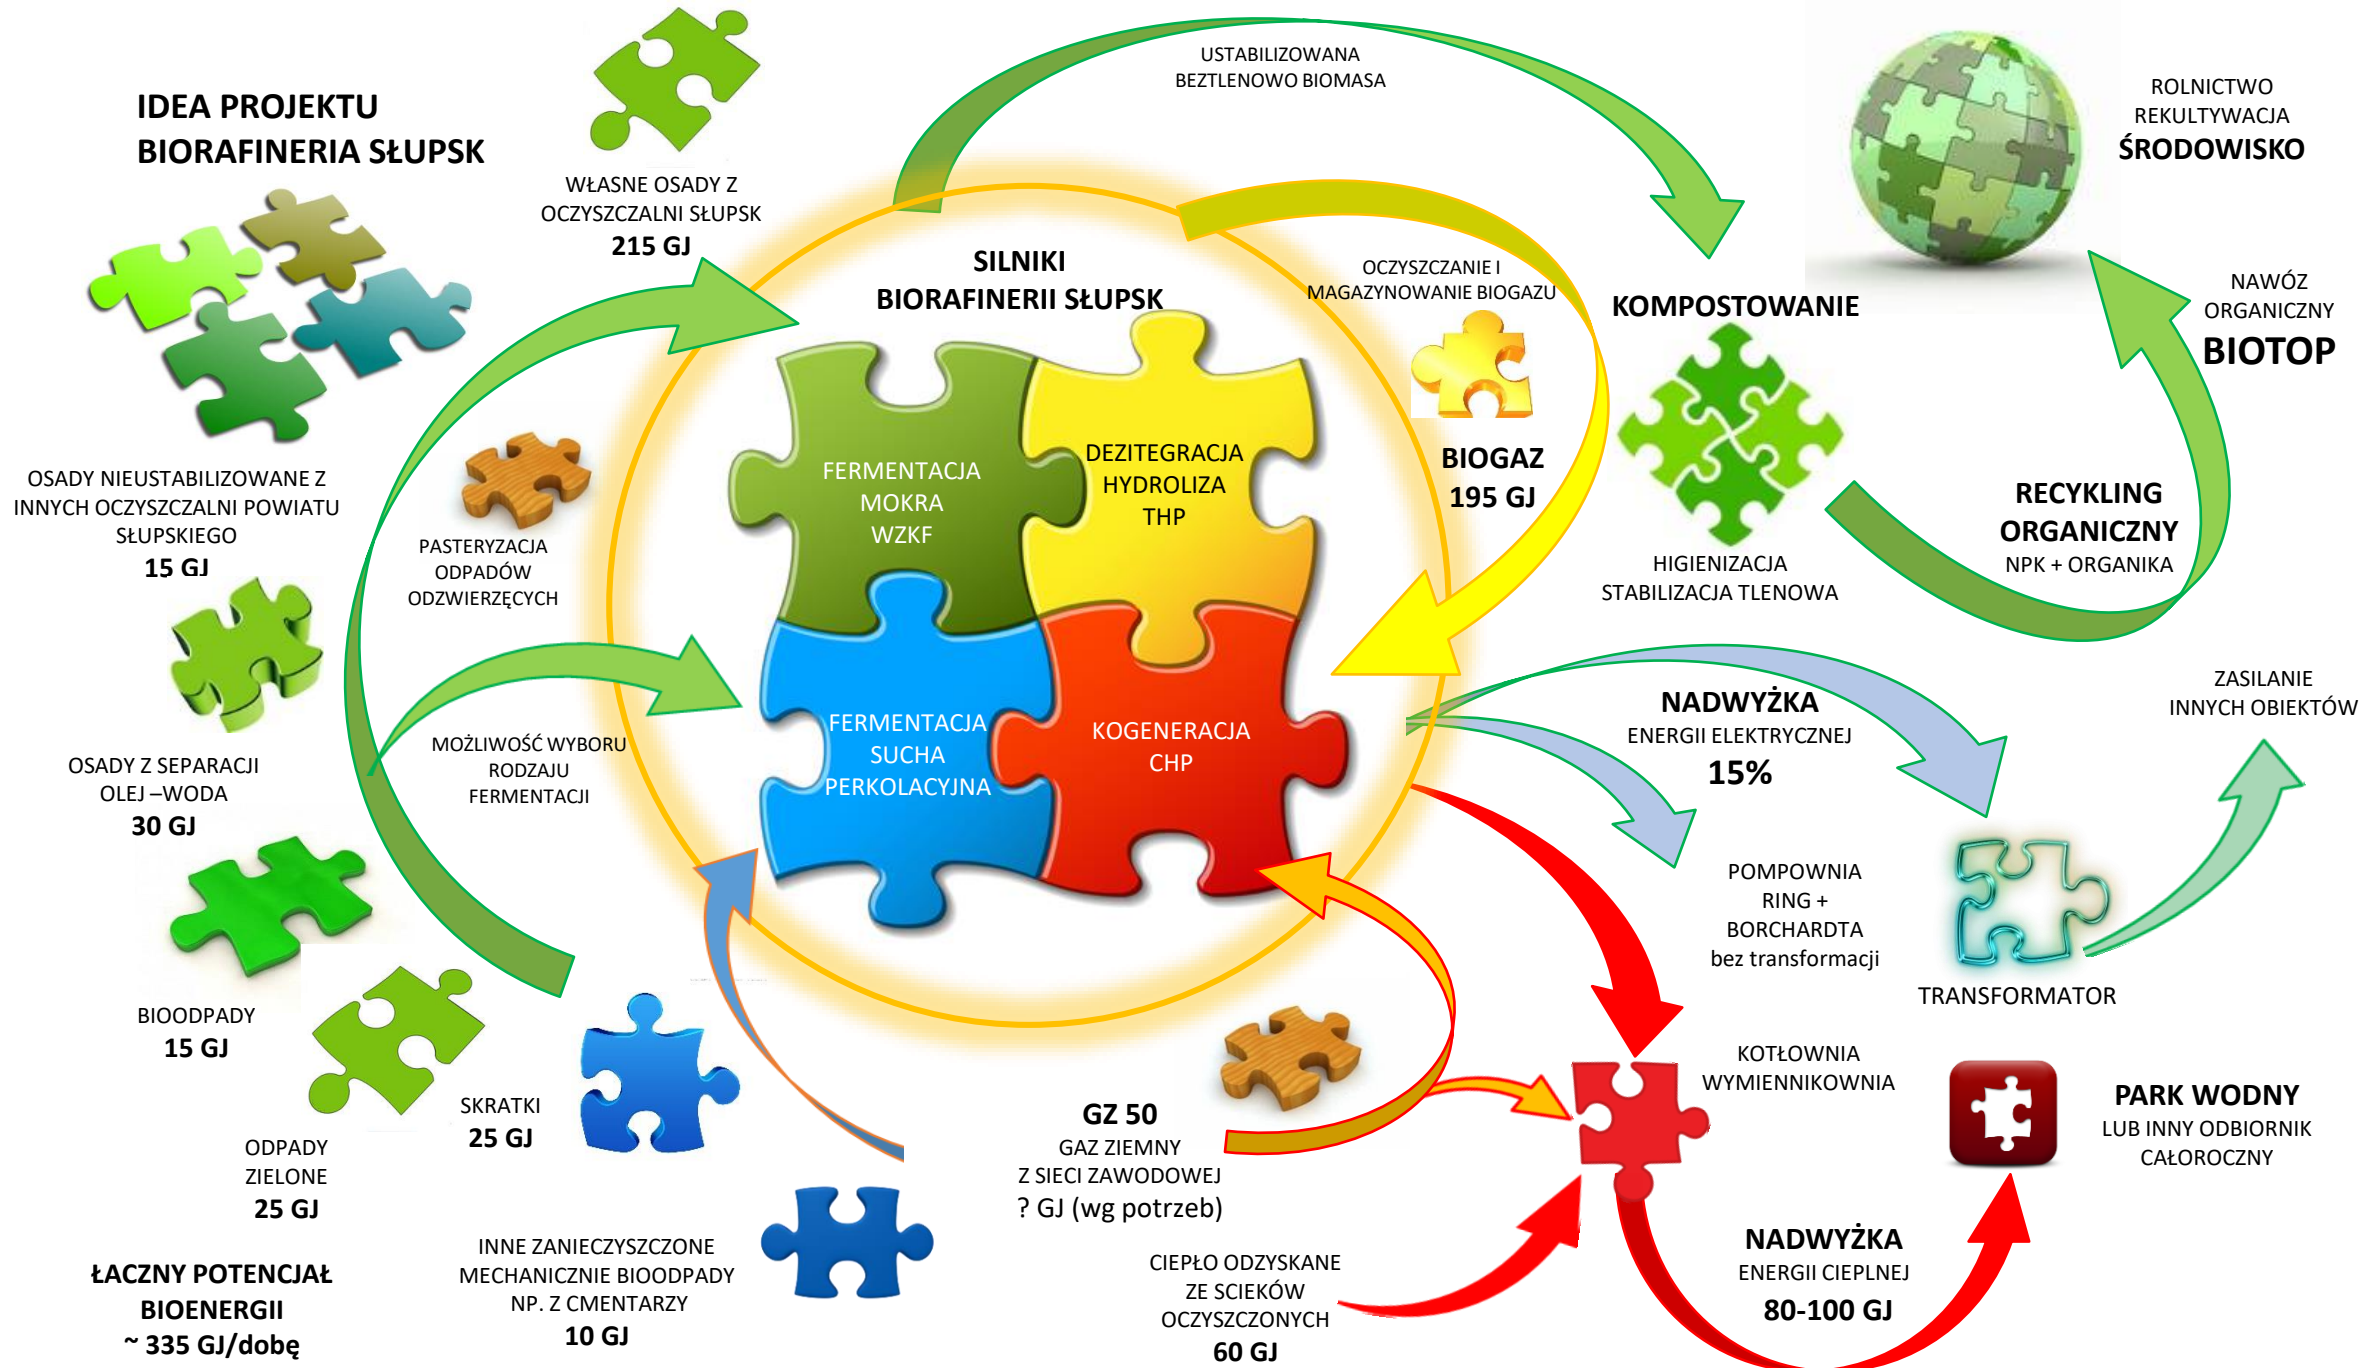 IDEA PROJEKTU
BIORAFINERIA SŁUPSK
WŁASNE OSADY Z
OCZYSZCZALNI SŁUPSK
215 GJ
USTABILIZOWANA
BEZTLENOWO BIOMASA
ROLNICTWO
REKULTYWACJA
ŚRODOWISKO
SILNIKI
BIORAFINERII SŁUPSK
OCZYSZCZANIE I
MAGAZYNOWANIE BIOGAZU
KOMPOSTOWANIE
NAWÓZ
ORGANICZNY
BIOTOP
OSADY NIEUSTABILIZOWANE Z
INNYCH OCZYSZCZALNI POWIATU
SŁUPSKIEGO
15 GJ
PASTERYZACJA
ODPADÓW
ODZWIERZĘCYCH
FERMENTACJA
MOKRA
WZKF
DEZITEGRACJA
HYDROLIZA
THP
BIOGAZ
195 GJ
RECYKLING
ORGANICZNY
NPK + ORGANIKA
HIGIENIZACJA
STABILIZACJA TLENOWA
OSADY Z SEPARACJI
OLEJ –WODA
30 GJ
MOŻLIWOŚĆ WYBORU
RODZAJU
FERMENTACJI
FERMENTACJA
SUCHA
PERKOLACYJNA
KOGENERACJA
CHP
NADWYŻKA
ENERGII ELEKTRYCZNEJ
15%
ZASILANIE
INNYCH OBIEKTÓW
POMPOWNIA
RING +
BORCHARDTA
bez transformacji
TRANSFORMATOR
BIOODPADY
15 GJ
ODPADY
ZIELONE
25 GJ
SKRATKI
25 GJ
GZ 50
GAZ ZIEMNY
Z SIECI ZAWODOWEJ
? GJ (wg potrzeb)
KOTŁOWNIA
WYMIENNIKOWNIA
PARK WODNY
LUB INNY ODBIORNIK
CAŁOROCZNY
ŁACZNY POTENCJAŁ
BIOENERGII
~ 335 GJ/dobę
INNE ZANIECZYSZCZONE
MECHANICZNIE BIOODPADY
NP. Z CMENTARZY
10 GJ
CIEPŁO ODZYSKANE
ZE SCIEKÓW
OCZYSZCZONYCH
60 GJ
NADWYŻKA
ENERGII CIEPLNEJ
80-100 GJ